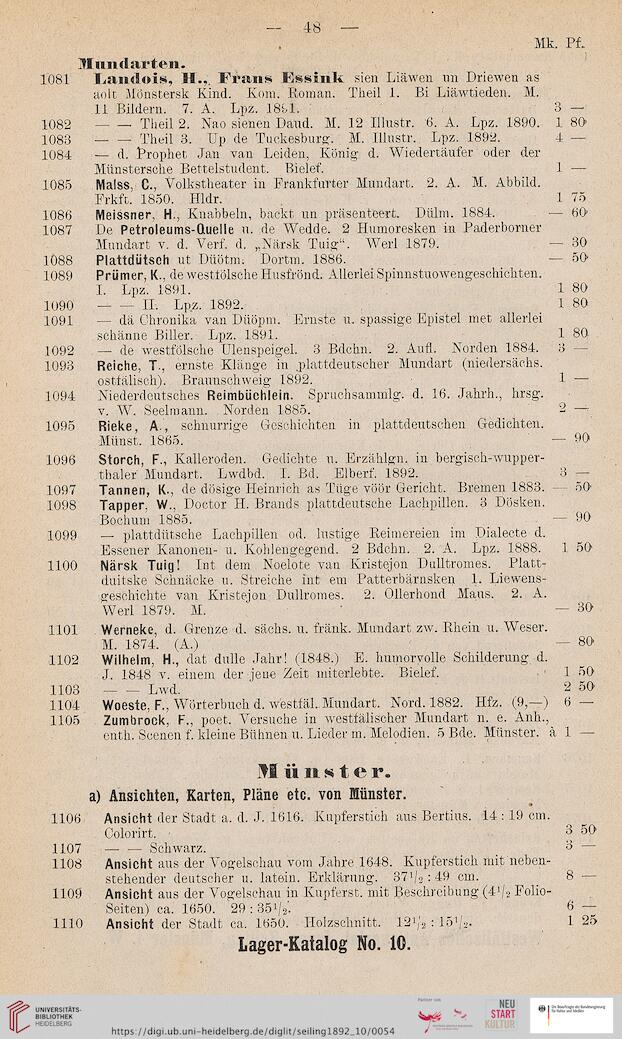 — 48 —
Mk. Pf.
Mundarten.
1081 Landois, H., Frans Essink sien Liäwen un Driewen as
aolt Mönstersk Kind. Kom. Roman. Theil 1. Bi Liäwtieden. M.
11 Bildern. 7. A. Lpz. 1891. 3 —
1082 — — Theil 2. Nao sienen Daud. M. 12 Illustr. 6. A. Lpz. 1890. 1 80
1083 — — Theil 3. Up de Tuckesburg. M. Illustr. Lpz. 1892. 4 —
1084 — d. Prophet Jan van Leiden, König d. Wiedertäufer oder der
Münstersche Bettelstudent. Bielef. 1 —
1085 Malss, C., Volkstheater in Frankfurter Mundart. 2. A. M. Abbild.
Frkft. 1850. Hldr. 1 75
1086 Meissner, H., Knabbeln, backt un präsenteert. Dülm. 1884. — 60
1087 De Petroleums-Quelle u. de Wedde. 2 Humoresken in Paderborner
Mundart v. d. Verf. d. „Närsk Tuig“. Werl 1879. — 30
1088 Plattdütsch ut Düötm. Dortm. 1886. — 50
1089 Prümer, K., de westfölsche Husfrönd. Allerlei Spinnstuowengeschichten.
I. Lpz. 1891. 1 80
1090 — — II. Lpz. 1892. 1 80
1091 — dä Chronika van Düöpm. Ernste u. spassige Epistel met allerlei
schänne Biller. Lpz. 1891. 1 80
1092 — de westfölsche Ulenspeigel. 3 Bdchn. 2. Aufl. Norden 1884. 3 —
1093 Reiche, T., ernste Klänge in plattdeutscher Mundart (niedersächs.
ostfälisch). Braunschweig 1892. 1 —
1094 Niederdeutsches Reimbüchlein. Spruchsammlg. d. 16. Jahrh., hrsg.
v. W. Seelmann. Norden 1885. 2 —
1095 Rieke, A., schnurrige Geschichten in plattdeutschen Gedichten.
Münst. 1865. — 90
1096 Storch, F., Kalleroden. Gedichte u. Erzählgn. in bergisch-wupper-
thaler Mundart. Lwdbd. I. Bd. Elberf. 1892. 3 —
1097 Tannen, K., de dösige Heinrich as Tüge vöör Gericht. Bremen 1883. — 50
1098 Tapper, W., Doctor H. Brands plattdeutsche Lachpillen. 3 Dösken.
Bochum 1885. — 90
1099 — plattdütsche Lachpillen od. lustige Reimereien im Dialecte d.
Essener Kanonen- u. Kohlengegend. 2 Bdchn. 2. A. Lpz. 1888. 1 50
1100 Närsk Tuig! Int dem Noelote van Kristejon Dulltromes. Platt-
duitske Schnäcke u. Streiche int em Patterbärnsken 1. Liewens-
geschichte van Kristejon Dullromes. 2. Ollerhond Maus. 2. A.
Werl 1879. M. — 30
1101 Werneke, d. Grenze d. sächs. u. fränk. Mundart zw. Rhein u. Weser.
M. 1874. (A.) — 80
1102 Wilhelm, H., dat dulle Jahr! (1848.) E. humorvolle Schilderung d.
J. 1848 v. einem der jene Zeit miterlebte. Bielef. 1 50
1103 — — Lwd. 2 50
1104 Woeste, F., Wörterbuch d. westfäl. Mundart. Nord. 1882. Hfz. (9,—) 6 —
1105 Zumbrock, F., poet. Versuche in westfälischer Mundart n. e. Anh.,
enth. Scenen f. kleine Bühnen u. Lieder m. Melodien. 5 Bde. Münster. à 1 —
Münster.
a) Ansichten, Karten, Pläne etc. von Münster.
1106 Ansicht der Stadt a. d. J. 1616. Kupferstich aus Bertius. 14 : 19 cm.
Colorirt. 3 50
1107 — — Schwarz. 3 —
1108 Ansicht aus der Vogelschau vom Jahre 1648. Kupferstich mit neben-
stehender deutscher u. latein. Erklärung. 37¹/₂ : 49 cm. 8 —
1109 Ansicht aus der Vogelschau in Kupferst. mit Beschreibung (4¹/₂ Folio-
Seiten) ca. 1650. 29 : 35¹/₂. 6 —
1110 Ansicht der Stadt ca. 1650. Holzschnitt. 12¹/₂ : 15¹/₂. 1 25
Lager-Katalog No. 10.
UNIVERSITÄTS-
BIBLIOTHEK
HEIDELBERG
https://digi.ub.uni-heidelberg.de/diglit/seiling1892_10/0054
Partner von
NEU
START
KULTUR
Die Beauftragte der Bundesregierung
für Kultur und Medien